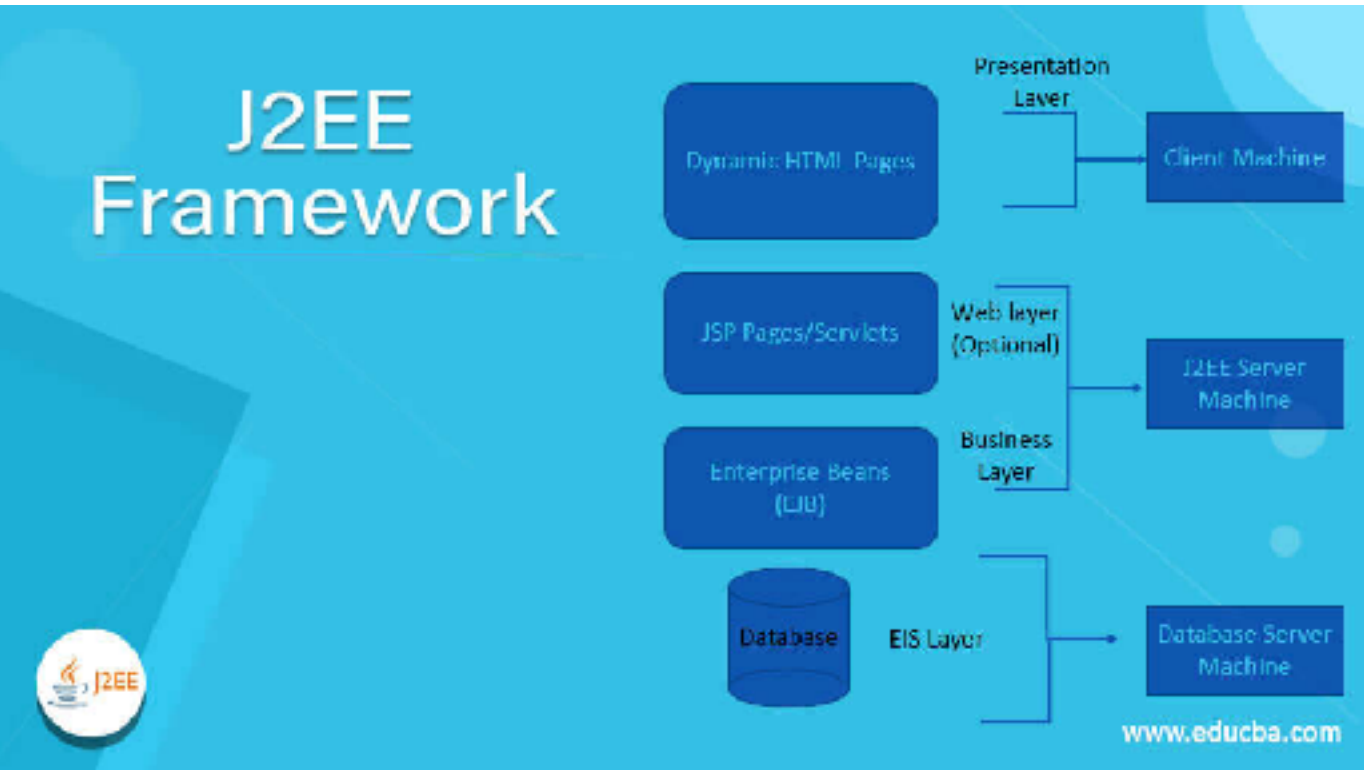 J2EE
Framework
Presentation
Layer
Dynamic HTML Pages
Client Machine
JSP Pages/Servlets
Web layer
(Optional)
J2EE Server
Machine
Business
Layer
Enterprise Beans
(EJB)
Database
EIS Layer
Database Server
Machine
J2EE
www.educba.com